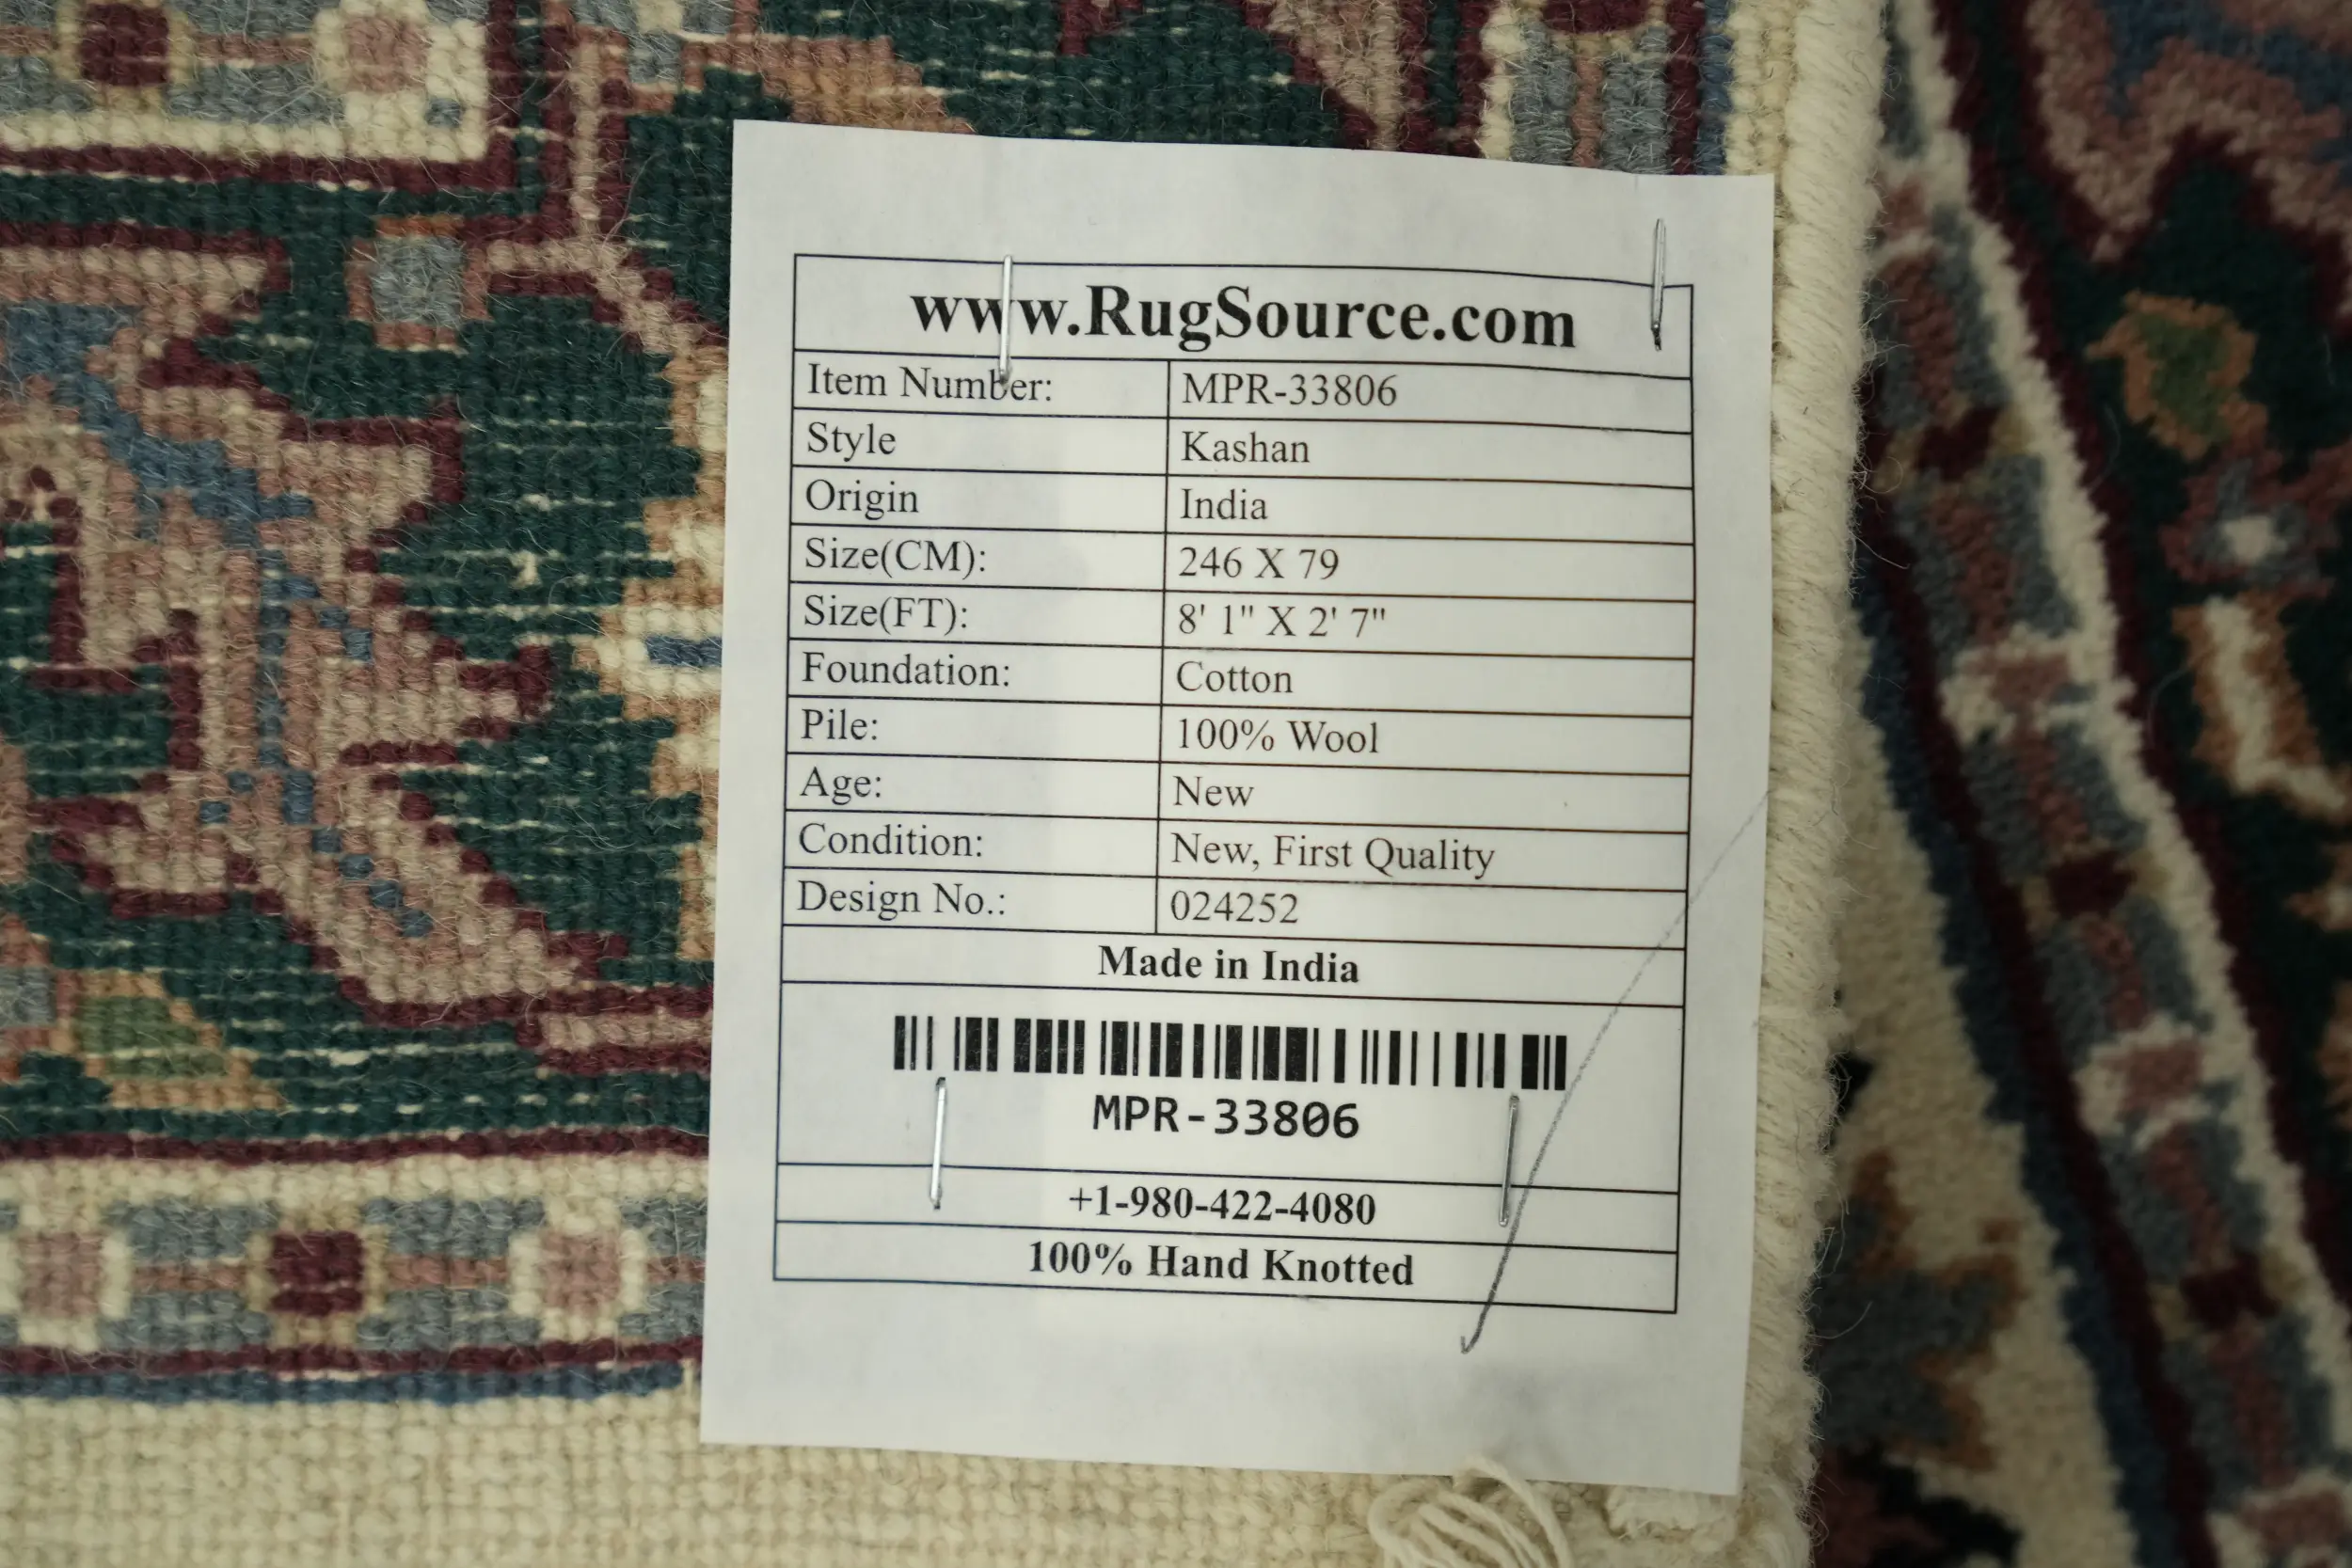 www.RugSource.com
Item Number: MPR-33806
Style Kashan
Origin India
Size(CM): 246 X 79
Size(FT): 8' 1" X 2' 7"
Foundation: Cotton
Pile: 100% Wool
Age: New
Condition: New, First Quality
Design No.: 024252
Made in India
MPR-33806
+1-980-422-4080
100% Hand Knotted